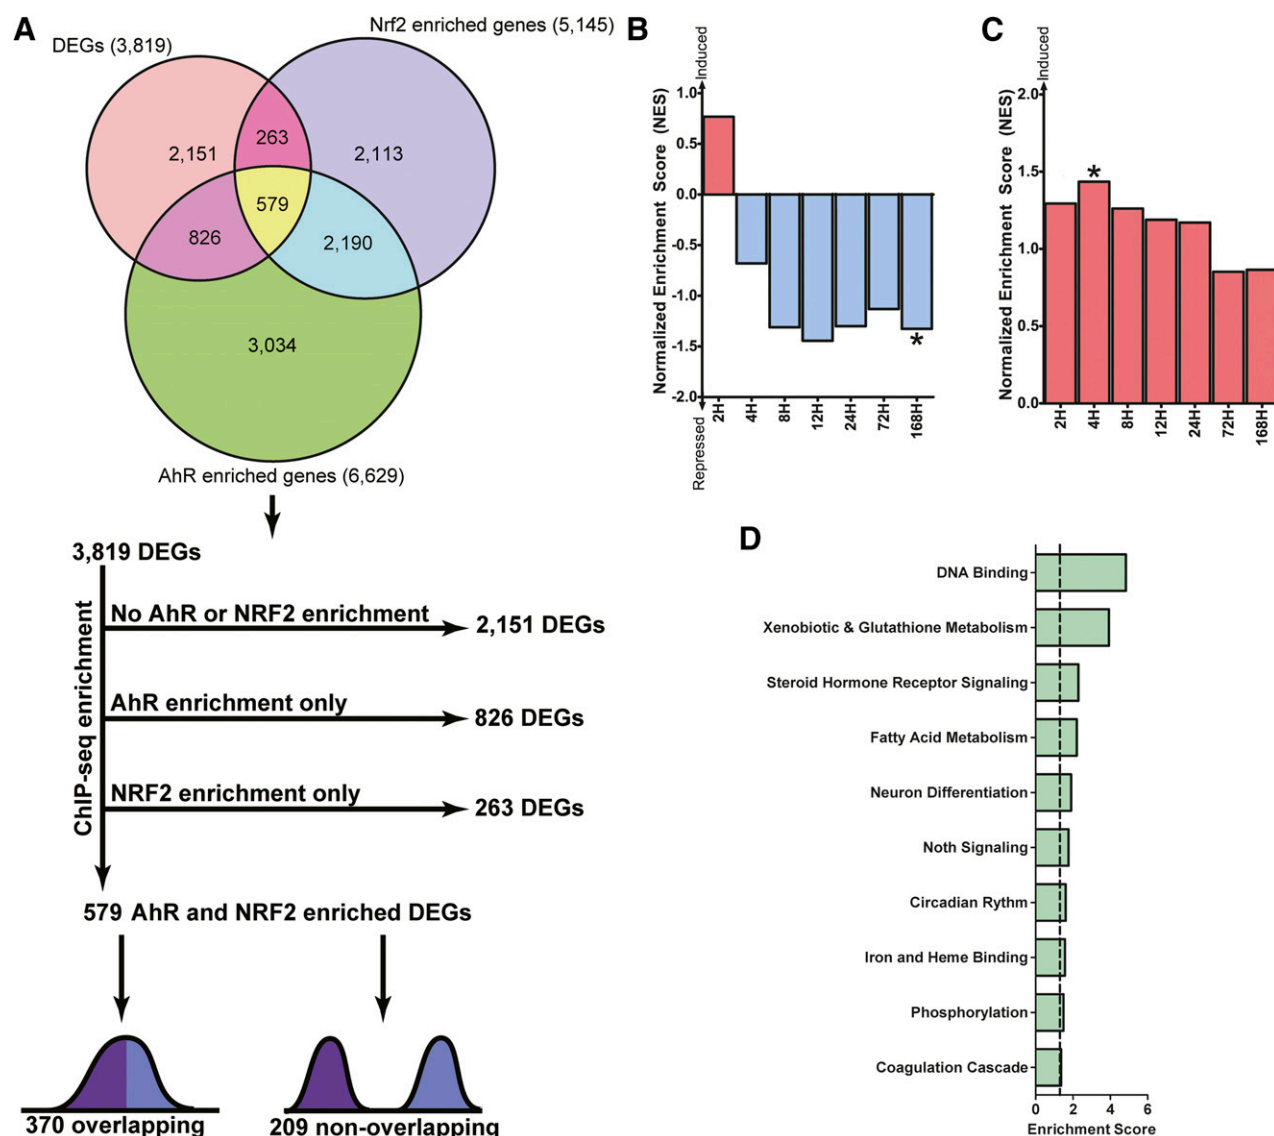 A
DEGs (3,819)
Nrf2 enriched genes (5,145)
2,151
263
2,113
579
826
2,190
3,034
AhR enriched genes (6,629)
3,819 DEGs
ChIP-seq enrichment
No AhR or NRF2 enrichment
2,151 DEGs
AhR enrichment only
826 DEGs
NRF2 enrichment only
263 DEGs
579 AhR and NRF2 enriched DEGs
370 overlapping
209 non-overlapping
B
Induced
Normalized Enrichment Score (NES)
Repressed
1.0
0.5
0.0
-0.5
-1.0
-1.5
-2.0
*
2H
4H
8H
12H
24H
72H
168H
C
Induced
Normalized Enrichment Score (NES)
2.0
1.5
1.0
0.5
0.0
*
2H
4H
8H
12H
24H
72H
168H
D
DNA Binding
Xenobiotic & Glutathione Metabolism
Steroid Hormone Receptor Signaling
Fatty Acid Metabolism
Neuron Differentiation
Noth Signaling
Circadian Rythm
Iron and Heme Binding
Phosphorylation
Coagulation Cascade
0 2 4 6
Enrichment Score